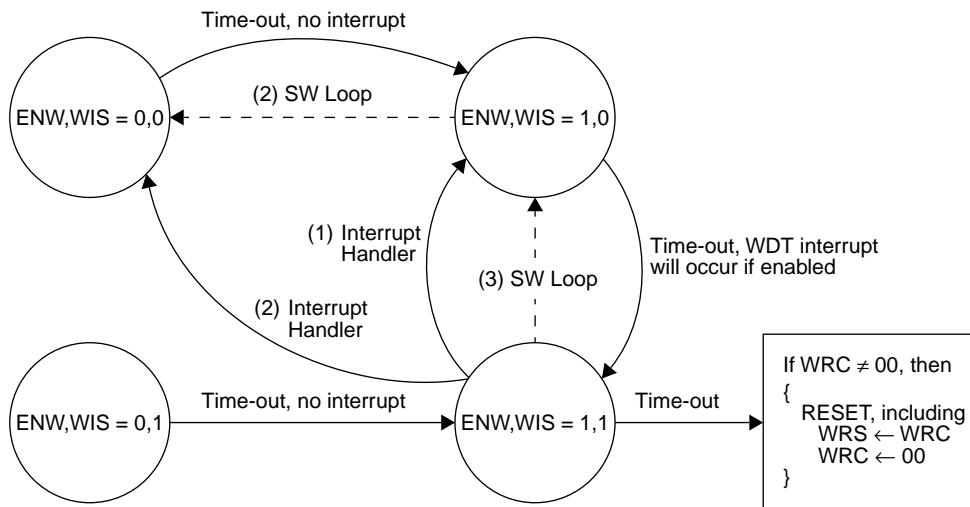 Time-out, no interrupt
ENW,WIS = 0,0
(2) SW Loop
ENW,WIS = 1,0
(1) Interrupt
Handler
Time-out, WDT interrupt
will occur if enabled
(3) SW Loop
(2) Interrupt
Handler
ENW,WIS = 0,1
Time-out, no interrupt
ENW,WIS = 1,1
Time-out
If WRC ≠ 00, then
{
RESET, including
WRS ← WRC
WRC ← 00
}